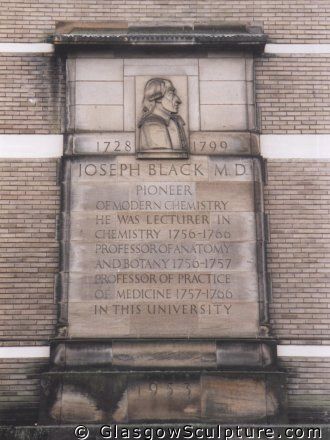 1728 1799
JOSEPH BLACK M.D.
PIONEER
OF MODERN CHEMISTRY
HE WAS LECTURER IN
CHEMISTRY 1756-1766
PROFESSOR OF ANATOMY
AND BOTANY 1756-1757
PROFESSOR OF PRACTICE
OF MEDICINE 1757-1766
IN THIS UNIVERSITY
1953
© GlasgowSculpture.com